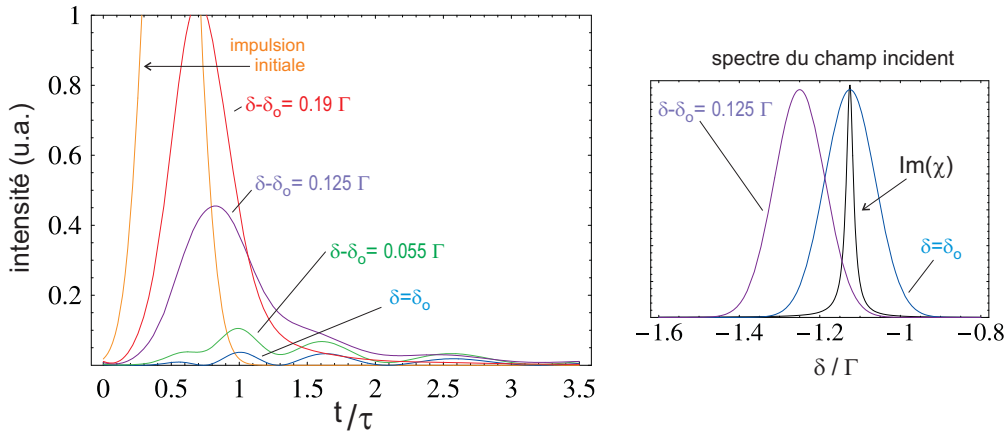 1
0.8
0.6
0.4
0.2
0
0.5
1
1.5
2
2.5
3
3.5
intensité (u.a.)
t/τ
impulsion
initiale
δ-δo= 0.19 Γ
δ-δo= 0.125 Γ
δ-δo= 0.055 Γ
δ=δo
spectre du champ incident
δ-δo= 0.125 Γ
Im(χ)
δ=δo
-1.6
-1.4
-1.2
-1
-0.8
δ / Γ